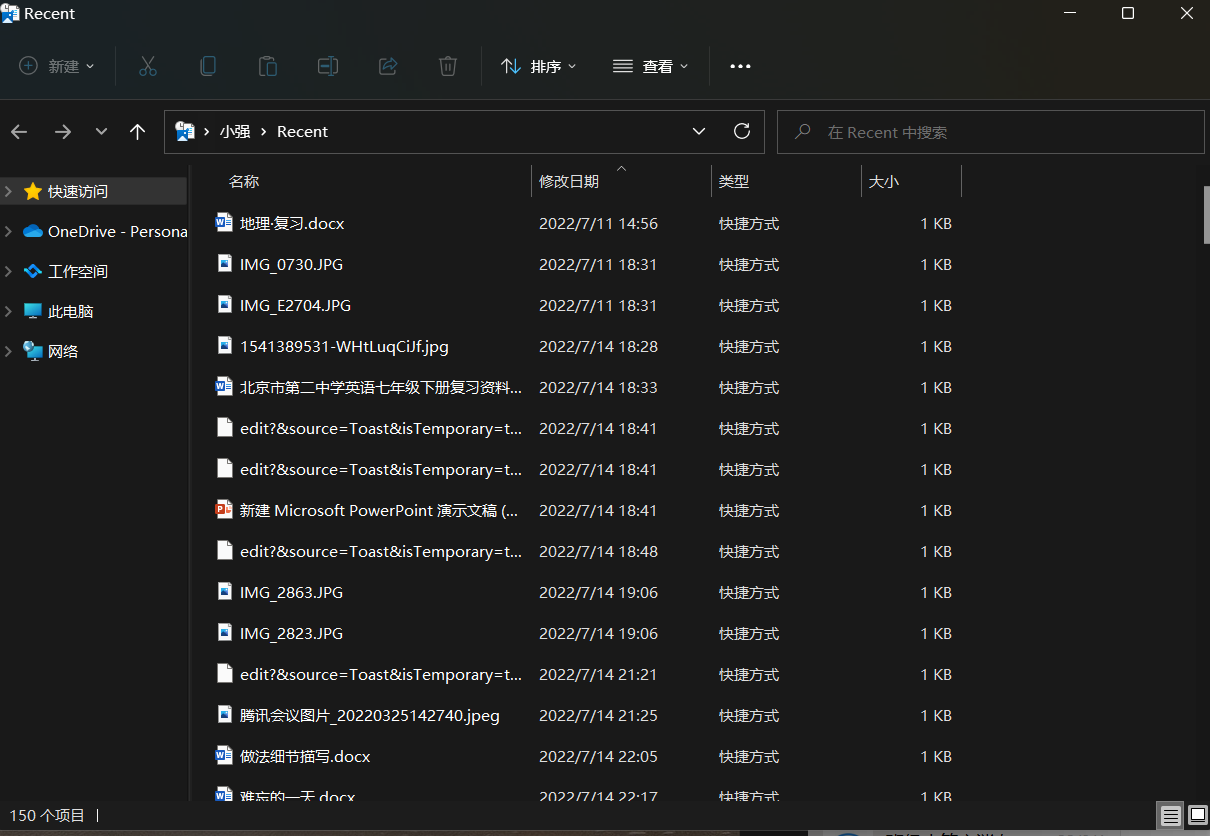 Recent
新建 排序 查看
小强 Recent 在 Recent 中搜索
名称 修改日期 类型 大小
快速访问
OneDrive - Persona
工作空间
此电脑
网络
地理·复习.docx 2022/7/11 14:56 快捷方式 1 KB
IMG_0730.JPG 2022/7/11 18:31 快捷方式 1 KB
IMG_E2704.JPG 2022/7/11 18:31 快捷方式 1 KB
1541389531-WHtLuqCiJf.jpg 2022/7/14 18:28 快捷方式 1 KB
北京市第二中学英语七年级下册复习资料... 2022/7/14 18:33 快捷方式 1 KB
edit?&source=Toast&isTemporary=t... 2022/7/14 18:41 快捷方式 1 KB
edit?&source=Toast&isTemporary=t... 2022/7/14 18:41 快捷方式 1 KB
新建 Microsoft PowerPoint 演示文稿 (... 2022/7/14 18:41 快捷方式 1 KB
edit?&source=Toast&isTemporary=t... 2022/7/14 18:48 快捷方式 1 KB
IMG_2863.JPG 2022/7/14 19:06 快捷方式 1 KB
IMG_2823.JPG 2022/7/14 19:06 快捷方式 1 KB
edit?&source=Toast&isTemporary=t... 2022/7/14 21:21 快捷方式 1 KB
腾讯会议图片_20220325142740.jpeg 2022/7/14 21:25 快捷方式 1 KB
做法细节描写.docx 2022/7/14 22:05 快捷方式 1 KB
难忘的一天.docx 2022/7/14 22:17 快捷方式 1 KB
150 个项目